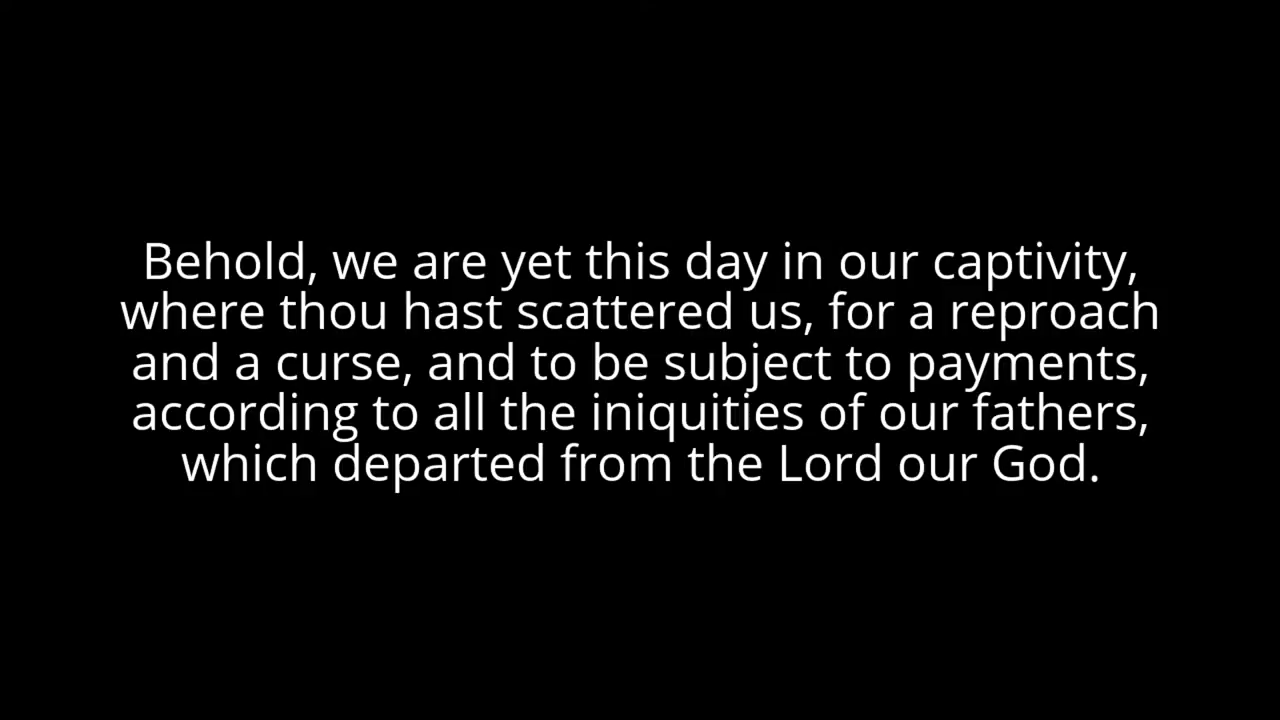 Behold, we are yet this day in our captivity,
where thou hast scattered us, for a reproach
and a curse, and to be subject to payments,
according to all the iniquities of our fathers,
which departed from the Lord our God.